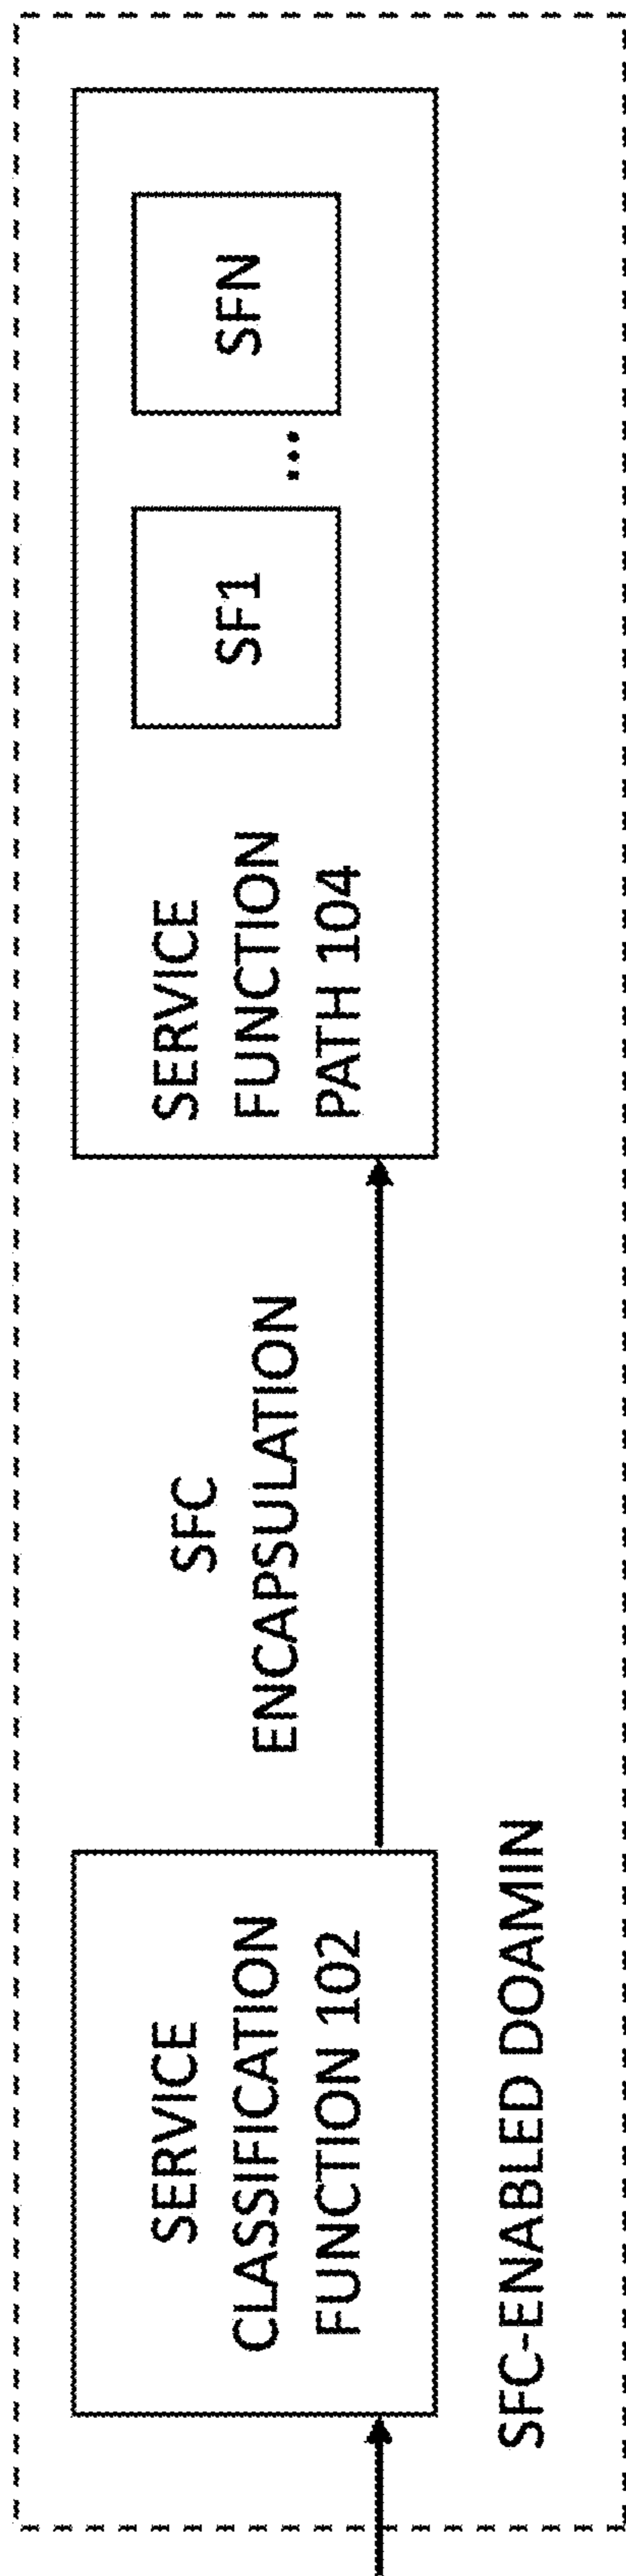 SERVICE
CLASSIFICATION
FUNCTION 102
SFC
ENCAPSULATION
SERVICE
FUNCTION
PATH 104
SF1
...
SFN
SFC-ENABLED DOAMIN